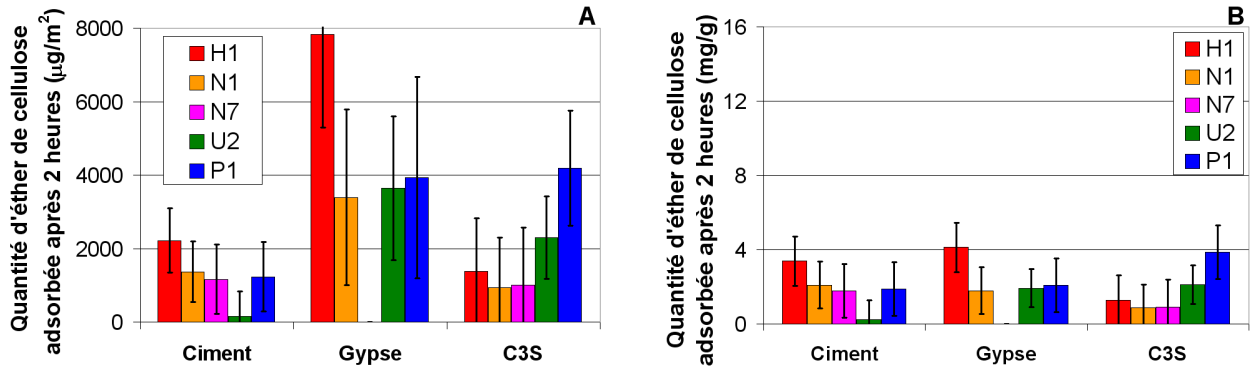 A
Quantité d'éther de cellulose
adsorbée après 2 heures (µg/m²)
8000
6000
4000
2000
0
H1
N1
N7
U2
P1
Ciment
Gypse
C3S
B
Quantité d'éther de cellulose
adsorbée après 2 heures (mg/g)
16
12
8
4
0
H1
N1
N7
U2
P1
Ciment
Gypse
C3S